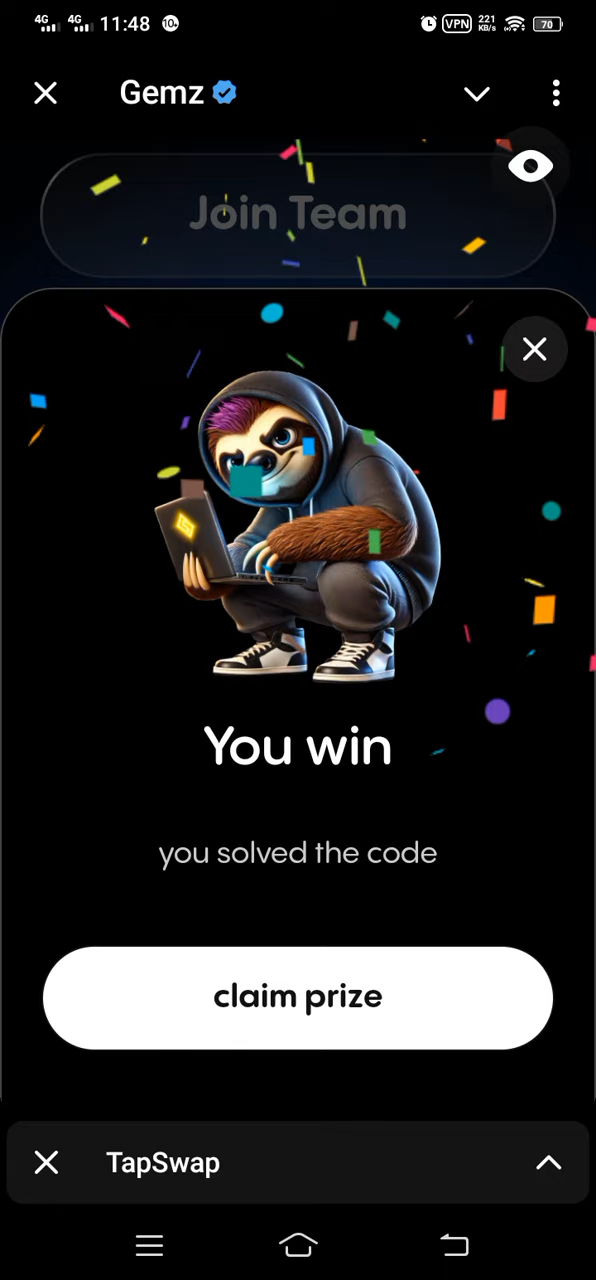 4G 4G 11:48 10+ VPN 221 KB/s 70
Gemz
Join Team
You win
you solved the code
claim prize
TapSwap